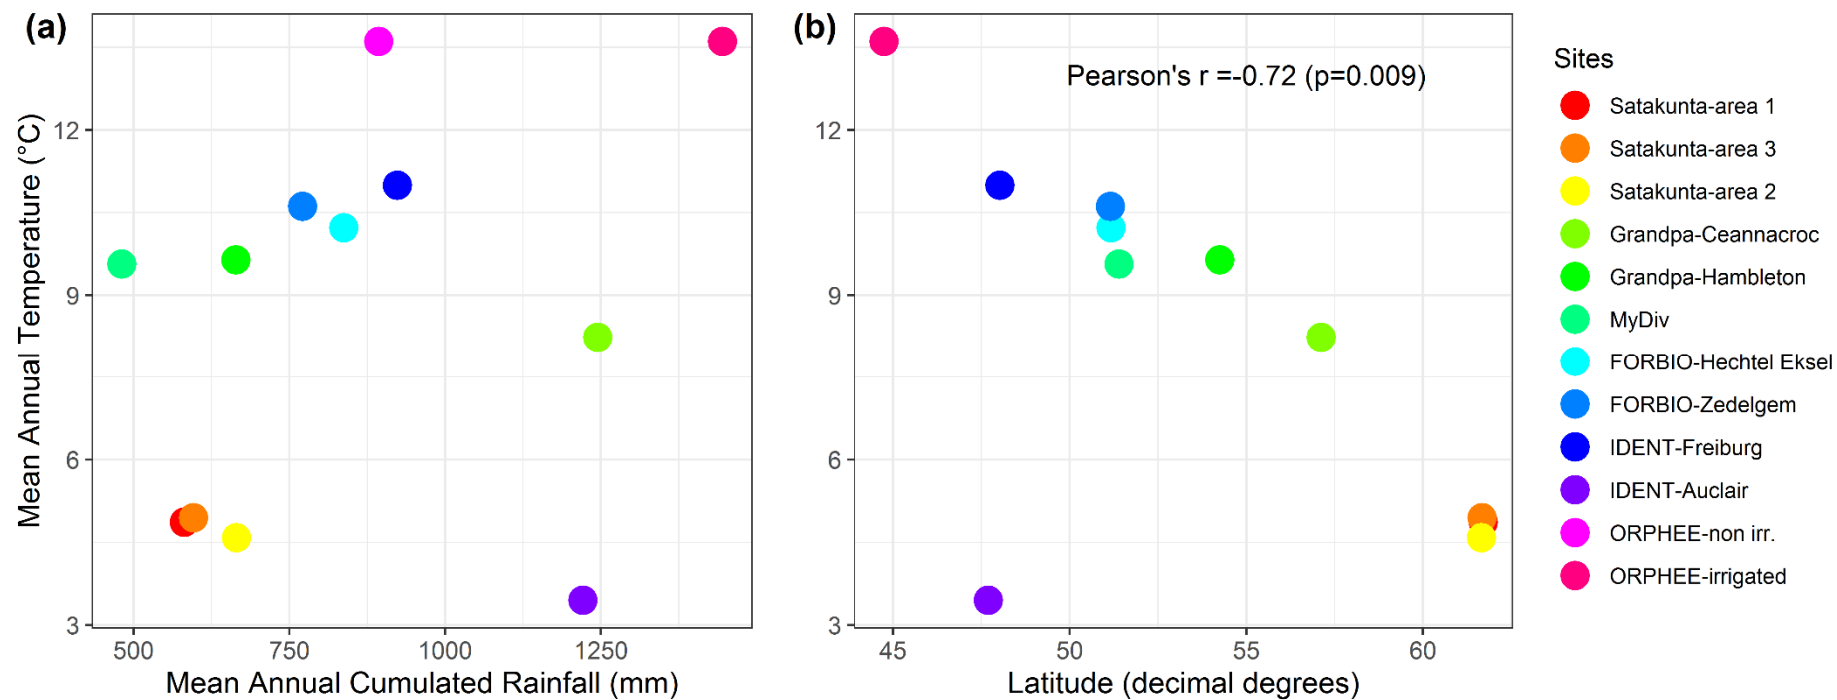 (a)
Mean Annual Temperature (°C)
12
9
6
3
500 750 1000 1250
Mean Annual Cumulated Rainfall (mm)
(b)
Pearson's r =-0.72 (p=0.009)
12
9
6
3
45 50 55 60
Latitude (decimal degrees)
Sites
Satakunta-area 1
Satakunta-area 3
Satakunta-area 2
Grandpa-Ceannacroc
Grandpa-Hambleton
MyDiv
FORBIO-Hechtel Eksel
FORBIO-Zedelgem
IDENT-Freiburg
IDENT-Auclair
ORPHEE-non irr.
ORPHEE-irrigated